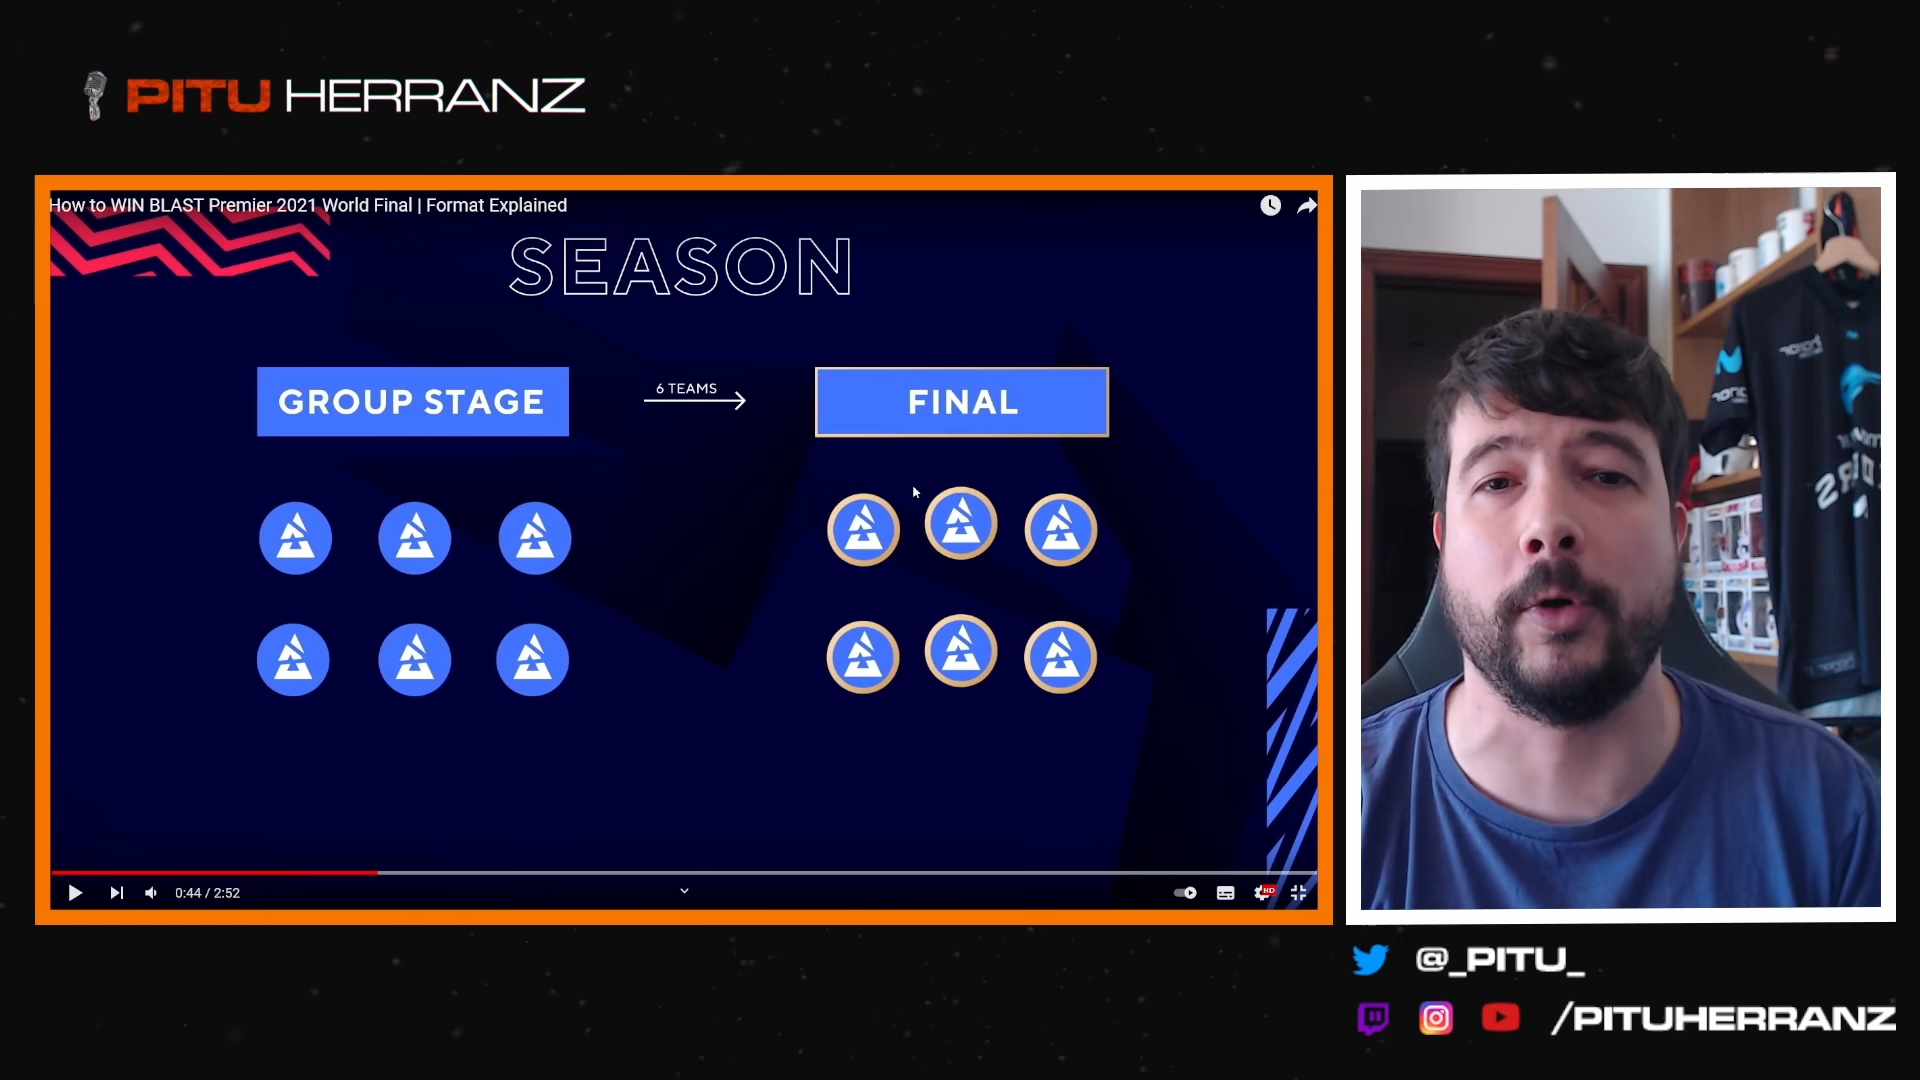 PITU HERRANZ
How to WIN BLAST Premier 2021 World Final | Format Explained
SEASON
GROUP STAGE
6 TEAMS
FINAL
0:44 / 2:52
HD
@_PITU_
/PITUHERRANZ